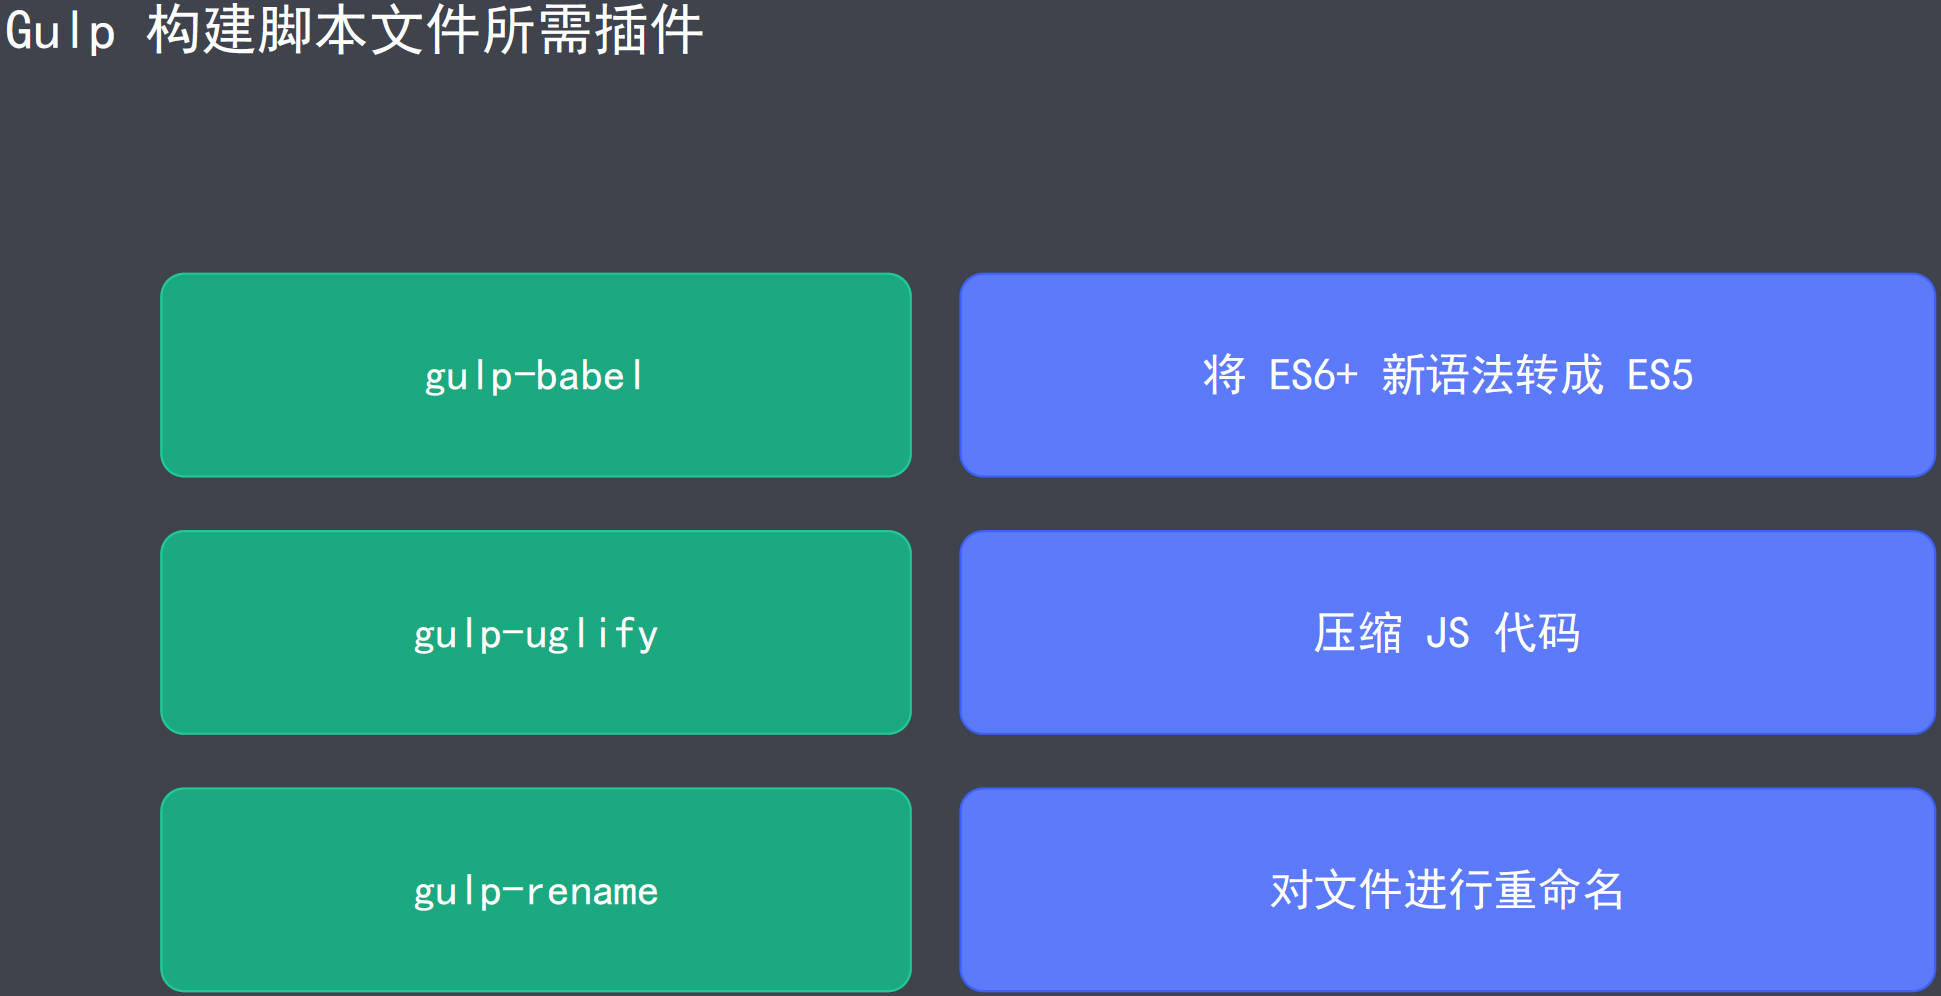 Gulp 构建脚本文件所需插件
gulp-babel
将 ES6+ 新语法转成 ES5
gulp-uglify
压缩 JS 代码
gulp-rename
对文件进行重命名